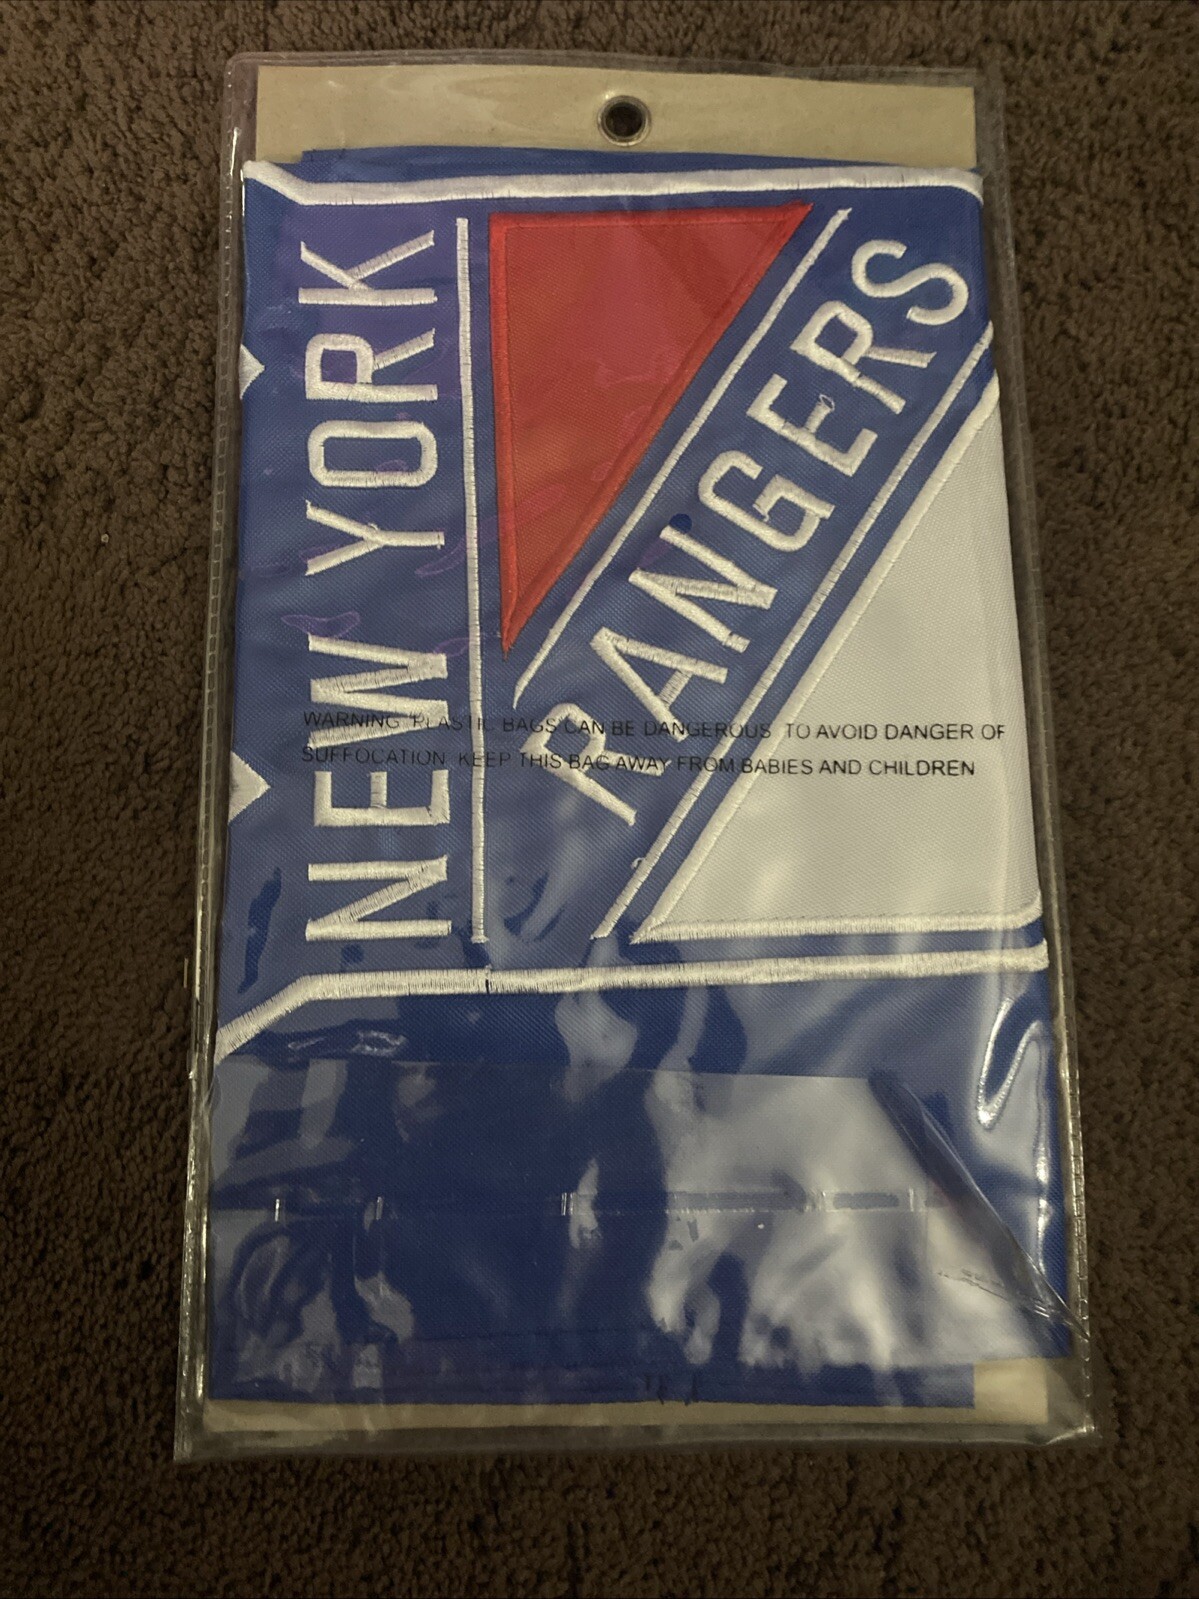 NEW YORK
RANGERS
WARNING PLASTIC BAGS CAN BE DANGEROUS TO AVOID DANGER OF
SUFFOCATION KEEP THIS BAG AWAY FROM BABIES AND CHILDREN